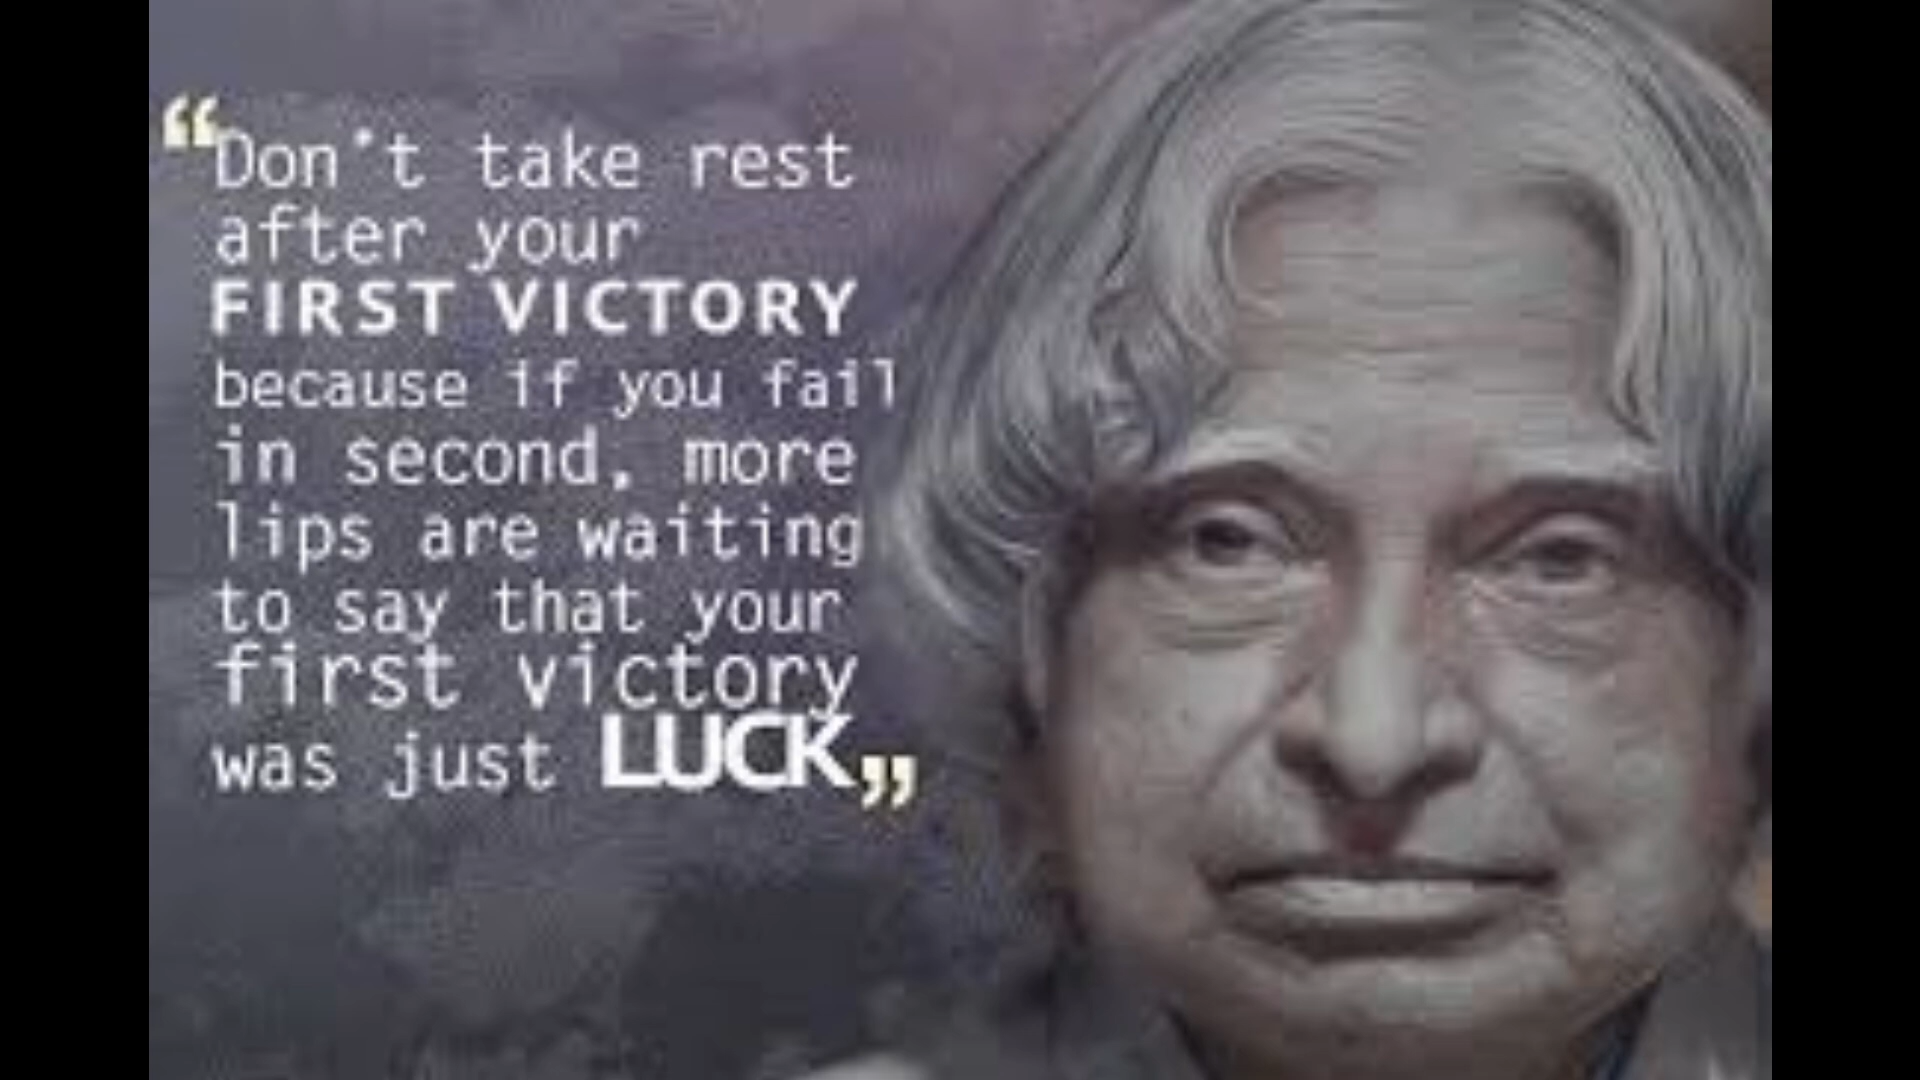 “Don't take rest
after your
FIRST VICTORY
because if you fail
in second, more
lips are waiting
to say that your
first victory
was just LUCK„